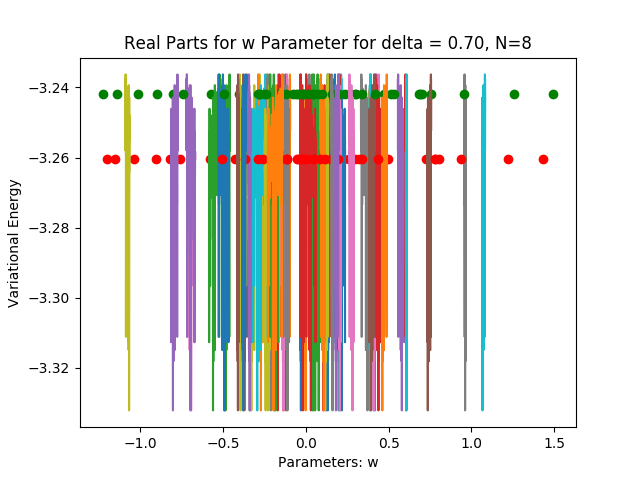 Real Parts for w Parameter for delta = 0.70, N=8
−3.24
−3.26
−3.28
−3.30
−3.32
Variational Energy
−1.0 −0.5 0.0 0.5 1.0 1.5
Parameters: w